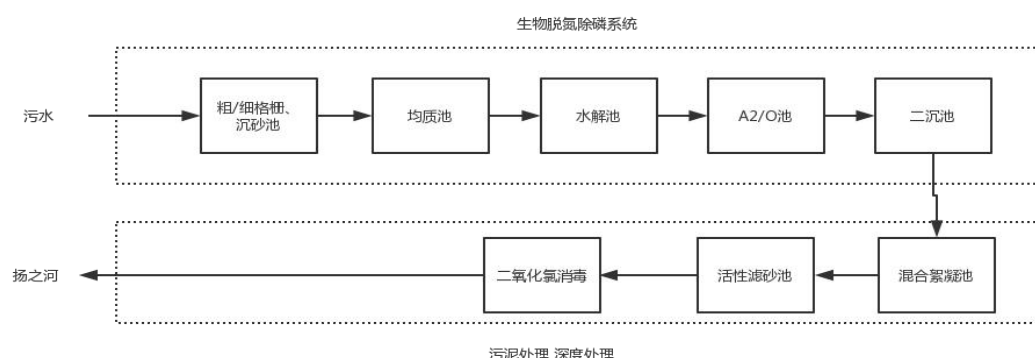 生物脱氮除磷系统
污水
粗/细格栅、
沉砂池
均质池
水解池
A2/O池
二沉池
扬之河
二氧化氯消毒
活性滤砂池
混合絮凝池
污泥处理 深度处理